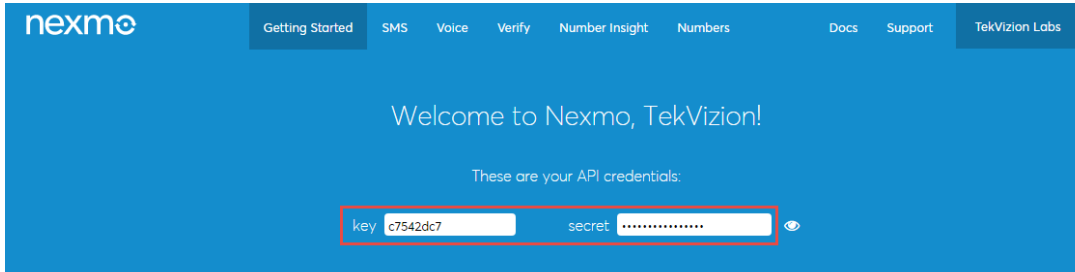 nexmo Getting Started SMS Voice Verify Number Insight Numbers Docs Support TekVizion Labs
Welcome to Nexmo, TekVizion!
These are your API credentials:
key c7542dc7 secret ••••••••••••••••